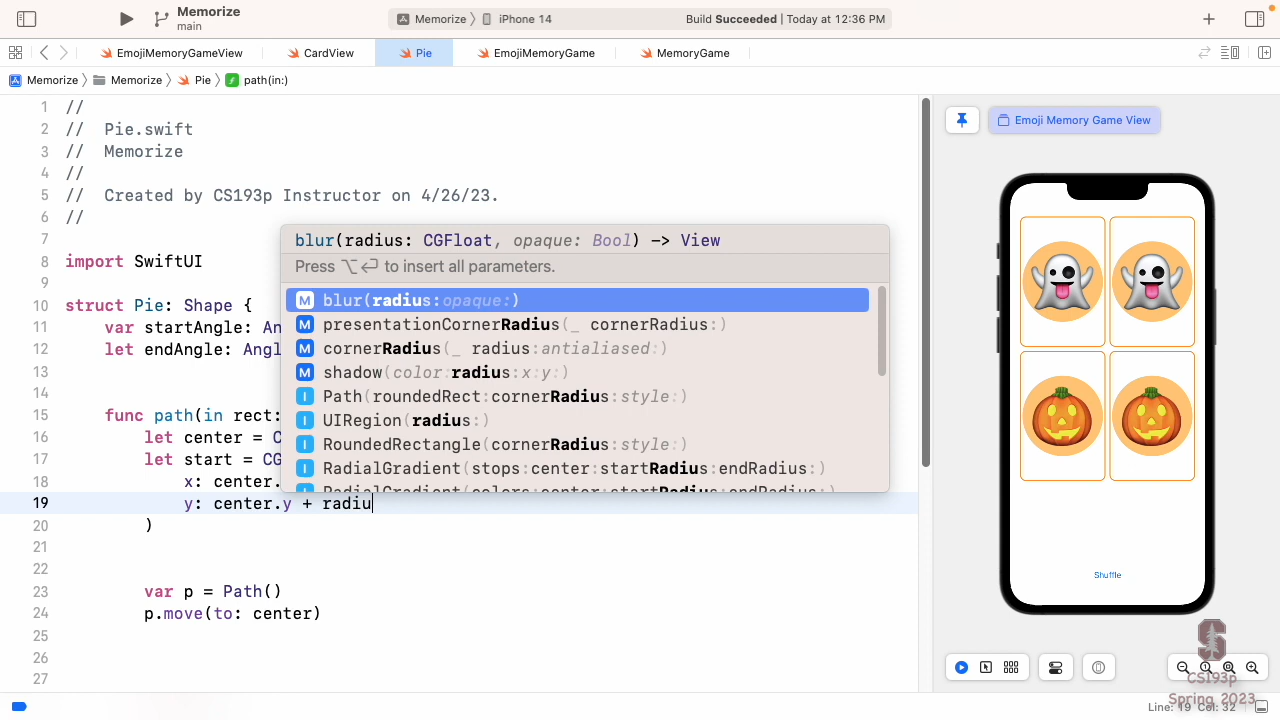 Memorize
main
Memorize
iPhone 14
Build Succeeded | Today at 12:36 PM
EmojiMemoryGameView
CardView
Pie
EmojiMemoryGame
MemoryGame
Memorize
Memorize
Pie
path(in:)
1 //
2 // Pie.swift
3 // Memorize
4 //
5 // Created by CS193p Instructor on 4/26/23.
6 //
7
8 import SwiftUI
9
10 struct Pie: Shape {
11 var startAngle: An
12 let endAngle: Angl
13
14
15 func path(in rect:
16 let center = C
17 let start = CG
18 x: center.
19 y: center.y + radiu
20 )
21
22
23 var p = Path()
24 p.move(to: center)
25
26
27
blur(radius: CGFloat, opaque: Bool) -> View
Press ⌥↩ to insert all parameters.
M blur(radius:opaque:)
M presentationCornerRadius(_ cornerRadius:)
M cornerRadius(_ radius:antialiased:)
M shadow(color:radius:x:y:)
I Path(roundedRect:cornerRadius:style:)
I UIRegion(radius:)
I RoundedRectangle(cornerRadius:style:)
I RadialGradient(stops:center:startRadius:endRadius:)
I RadialGradient(colors:center:startRadius:endRadius:)
Emoji Memory Game View
Shuffle
S
CS193p
Spring 2023
Line: 19 Col: 32